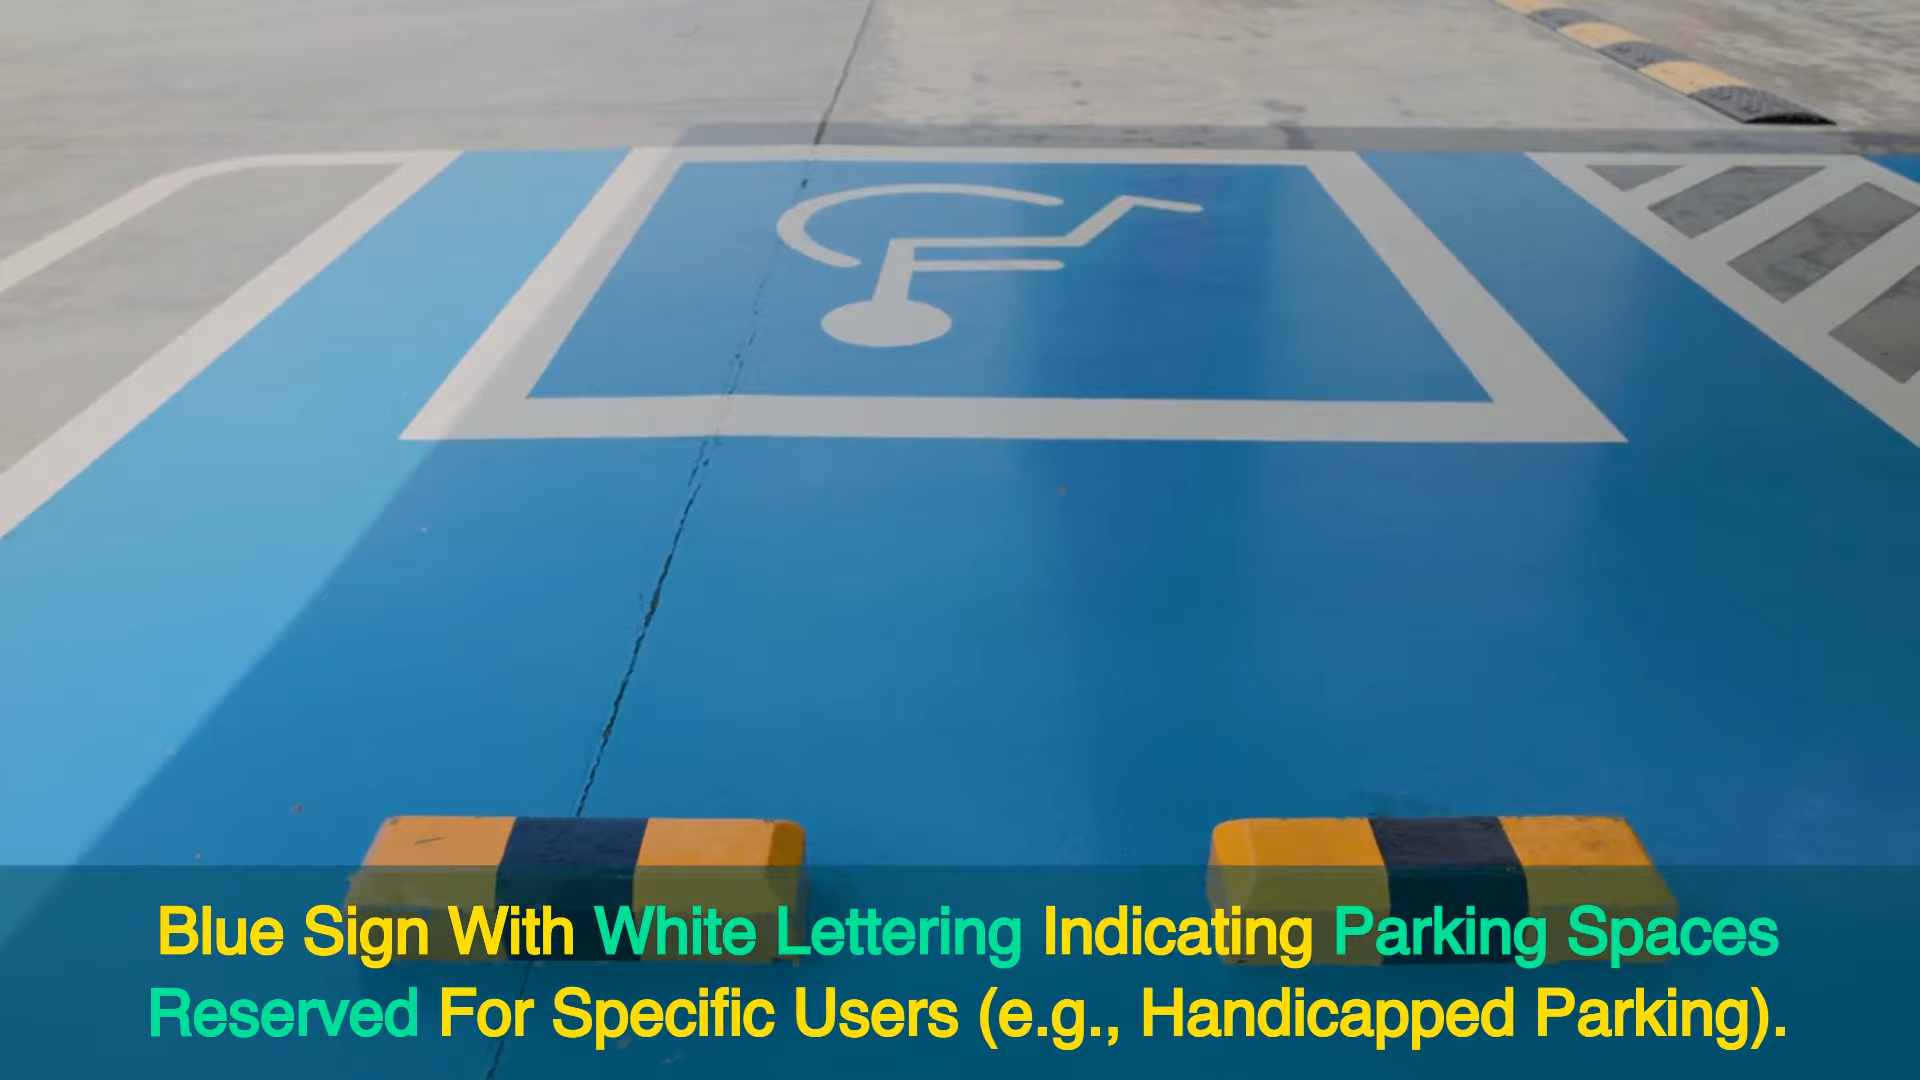 Blue Sign With White Lettering Indicating Parking Spaces
Reserved For Specific Users (e.g., Handicapped Parking).